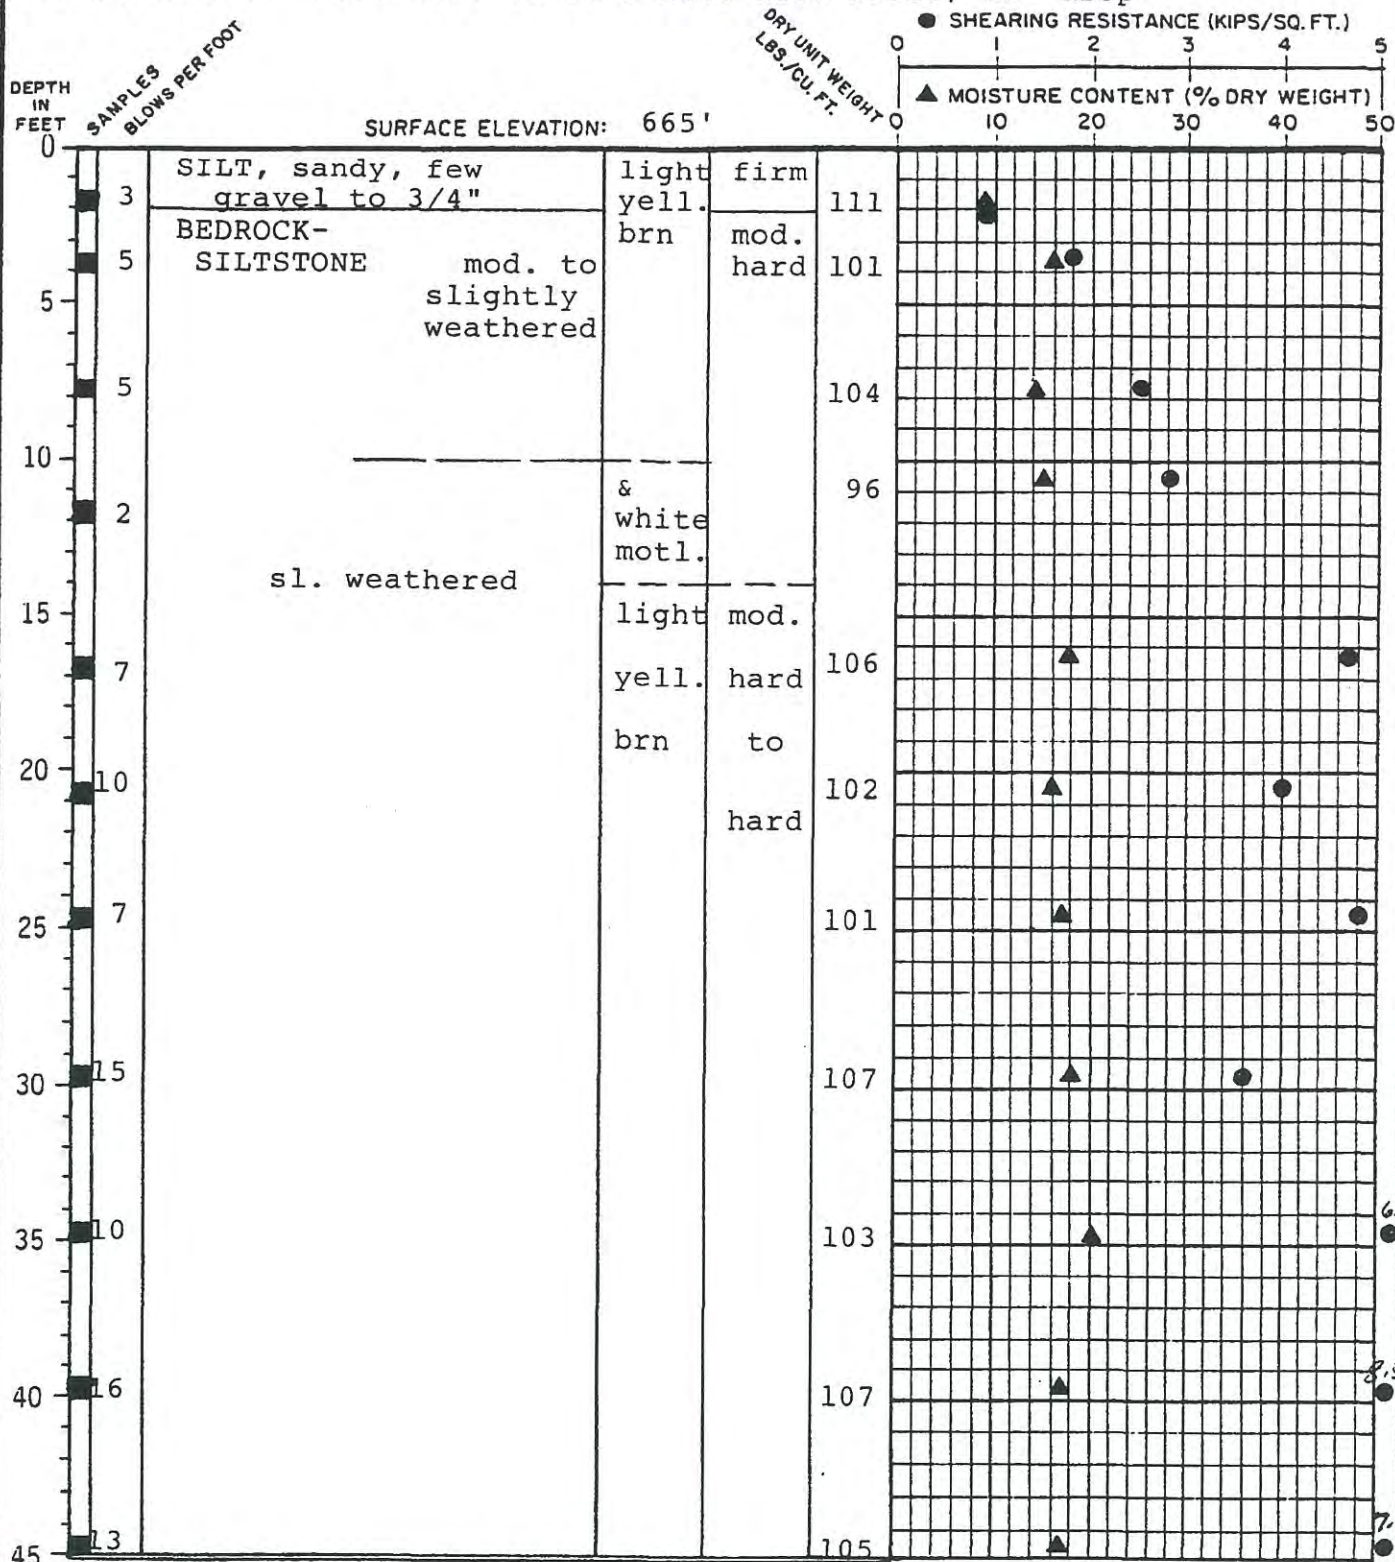 ● SHEARING RESISTANCE (KIPS/SQ. FT.)
0 1 2 3 4 5
▲ MOISTURE CONTENT (% DRY WEIGHT)
0 10 20 30 40 50
DEPTH
IN
FEET
SAMPLES
BLOWS PER FOOT
SURFACE ELEVATION: 665'
DRY UNIT WEIGHT
LBS./CU. FT.
0
SILT, sandy, few light firm
3 gravel to 3/4" yell. 111
BEDROCK- brn mod.
5 SILTSTONE mod. to hard 101
5 slightly
weathered
5 104
10
& 96
2 white
motl.
sl. weathered
15 light mod.
7 yell. hard 106
brn to
20 10 102
hard
25 7 101
30 15 107
35 10 103
40 16 107
45 13 105